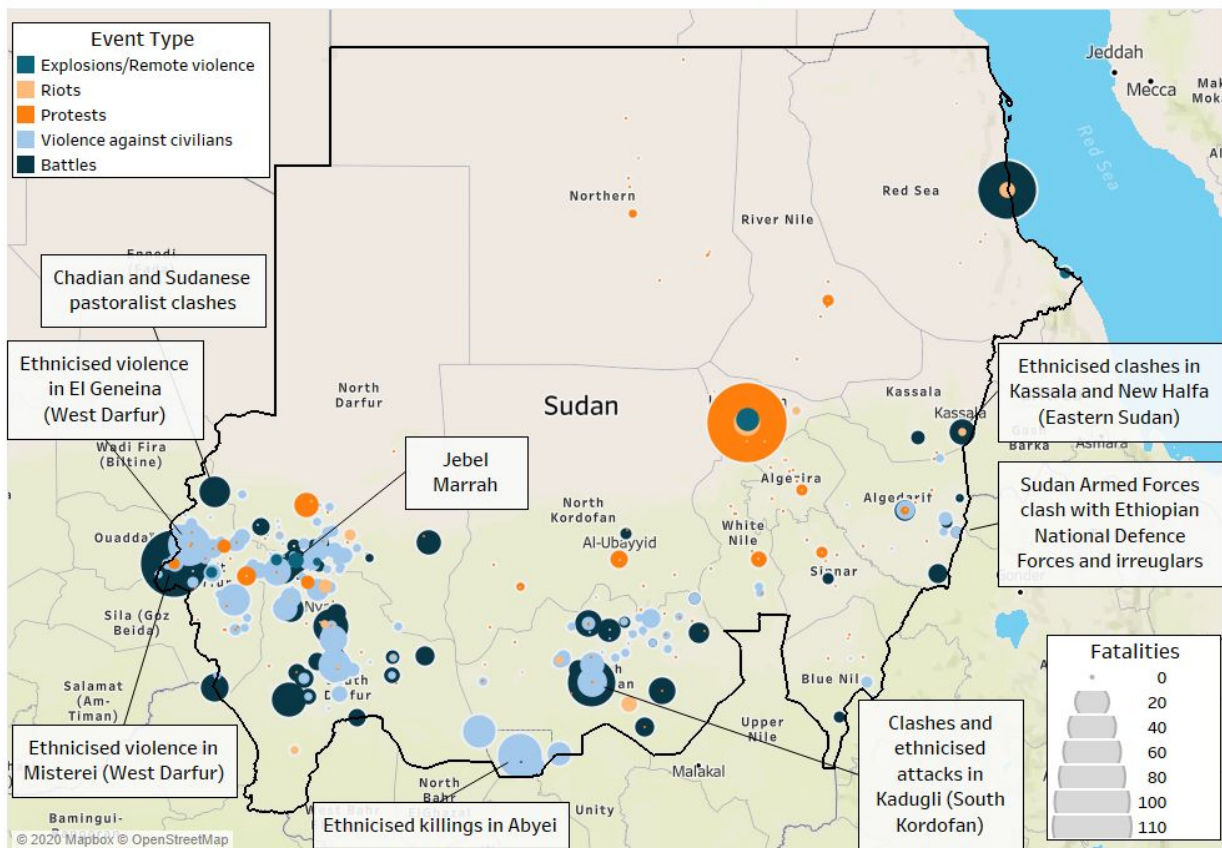 Event Type
Explosions/Remote violence
Riots
Protests
Violence against civilians
Battles
Jeddah
Mecca
Red Sea
Northern
Red Sea
River Nile
Chadian and Sudanese
pastoralist clashes
Ethnicised violence
in El Geneina
(West Darfur)
North
Darfur
Sudan
Kassala
Kassala
Ethnicised clashes in
Kassala and New Halfa
(Eastern Sudan)
Gash
Barka
Asmara
Wadi Fira
(Biltine)
Jebel
Marrah
North
Kordofan
Al-Ubayyid
Algezira
Algedarif
White
Nile
Sinnar
Sudan Armed Forces
clash with Ethiopian
National Defence
Forces and irreuglars
Sila (Goz
Beida)
Salamat (Am-
Timan)
Blue Nil
Upper
Nile
Malakal
Unity
North
Bahr
Ethnicised violence in
Misterei (West Darfur)
Ethnicised killings in Abyei
Clashes and
ethnicised
attacks in
Kadugli (South
Kordofan)
Fatalities
0
20
40
60
80
100
110
Bamingui-
© 2020 Mapbox © OpenStreetMap